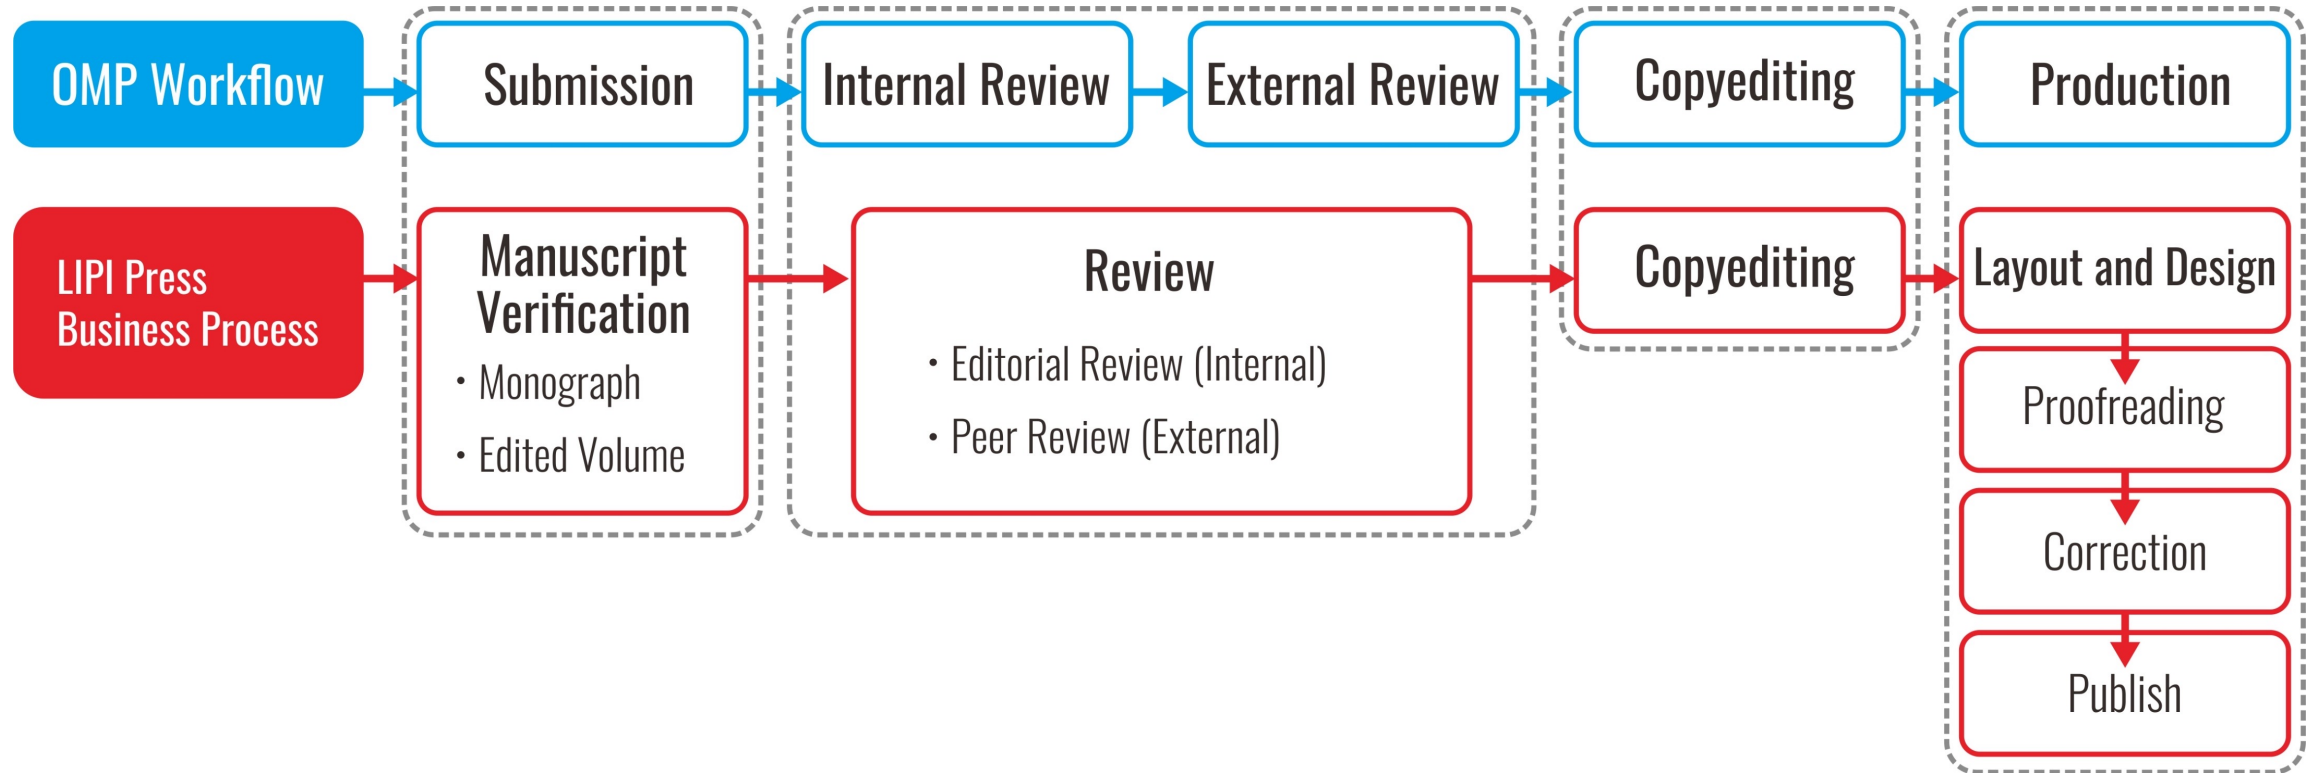 OMP Workflow
Submission
Internal Review
External Review
Copyediting
Production
LIPI Press
Business Process
Manuscript
Verification
• Monograph
• Edited Volume
Review
• Editorial Review (Internal)
• Peer Review (External)
Copyediting
Layout and Design
Proofreading
Correction
Publish